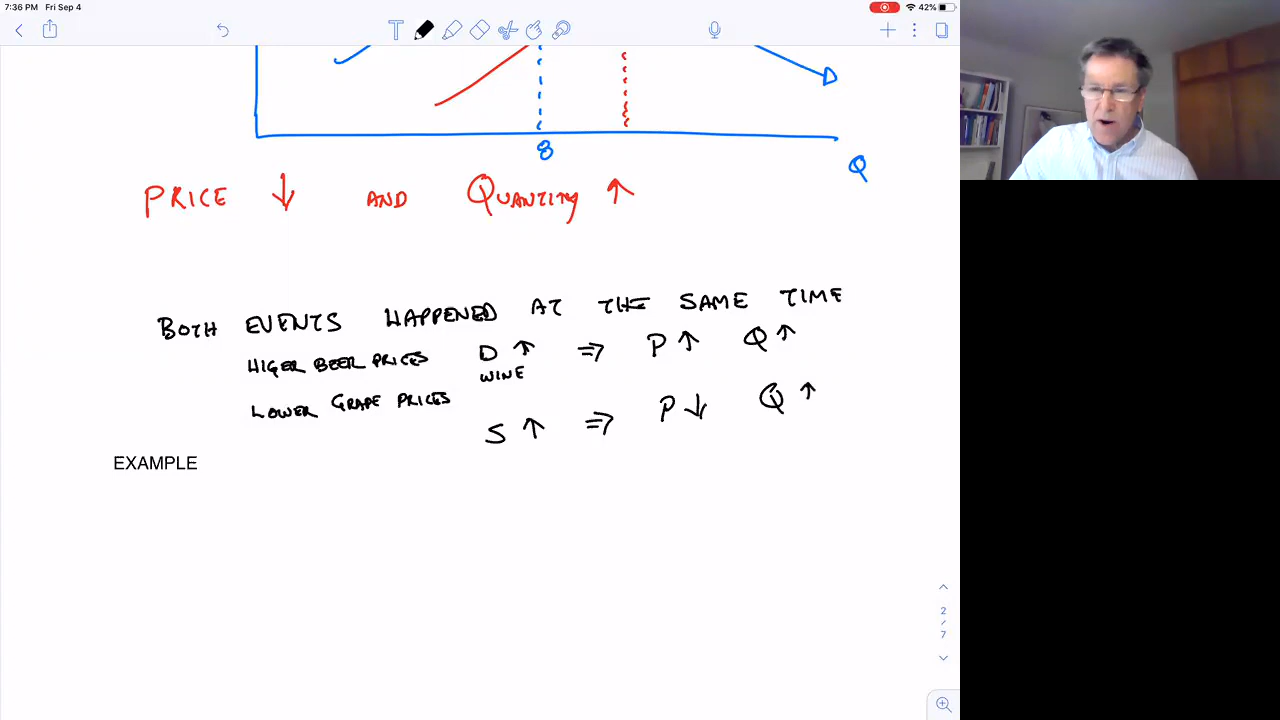 7:36 PM Fri Sep 4
42%
T
8
Q
PRICE ↓ AND QUANTITY ↑
BOTH EVENTS HAPPENED AT THE SAME TIME
HIGER BEER PRICES D ↑ ⇒ P ↑ Q ↑
WINE
LOWER GRAPE PRICES
S ↑ ⇒ P ↓ Q ↑
EXAMPLE
2
/
7